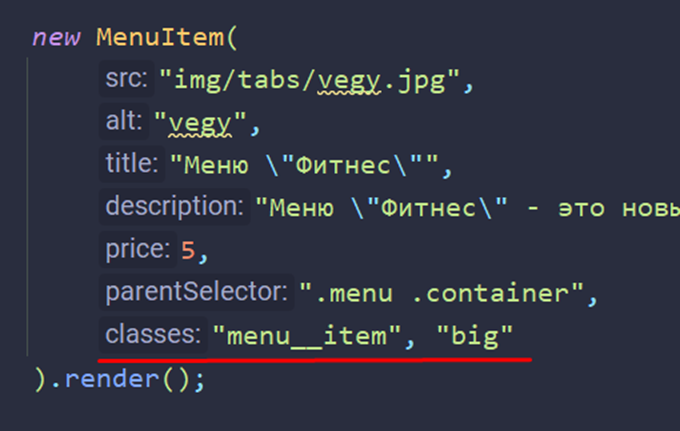 new MenuItem(
src: "img/tabs/vegy.jpg",
alt: "vegy",
title: "Меню \"Фитнес\"",
description: "Меню \"Фитнес\" - это новы
price: 5,
parentSelector: ".menu .container",
classes: "menu__item", "big"
).render();